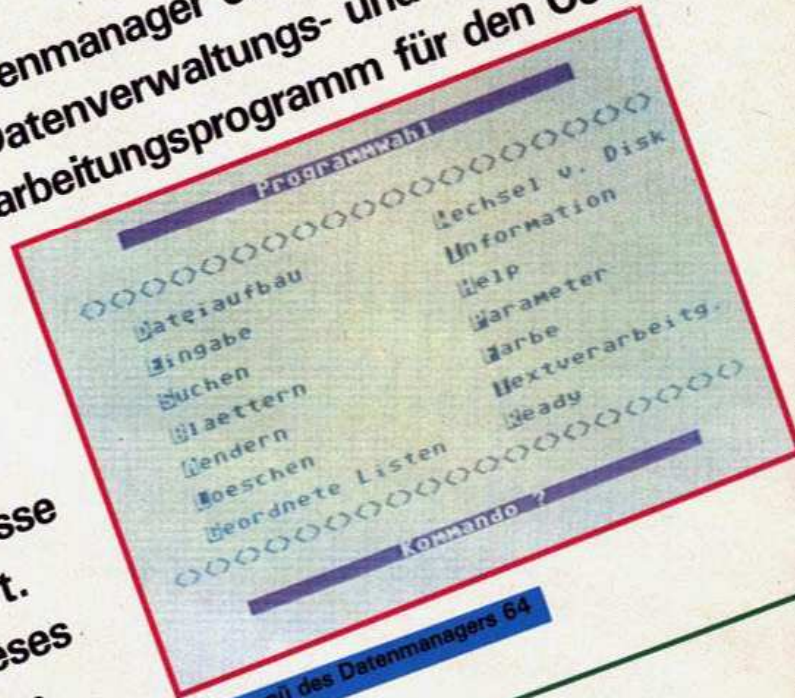 enmanager
Datenverwaltungs- und
arbeitungsprogramm für den
Programmwahl
Dateiaufbau
Eingabe
Suchen
Blaettern
Aendern
Loeschen
Geordnete Listen
Wechsel v. Disk
Information
Help
Parameter
Farbe
Textverarbeitg.
Ready
Kommando ?
sse
t.
eses
des Datenmanagers 64